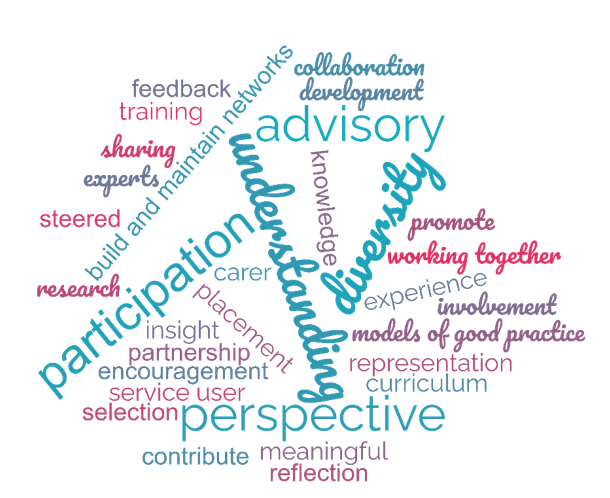 collaboration
feedback
development
training
build and maintain networks
advisory
sharing
knowledge
experts
understanding
diversity
steered
promote
participation
working together
carer
research
experience
placement
involvement
insight
models of good practice
partnership
representation
encouragement
curriculum
service user
selection
perspective
contribute
meaningful
reflection